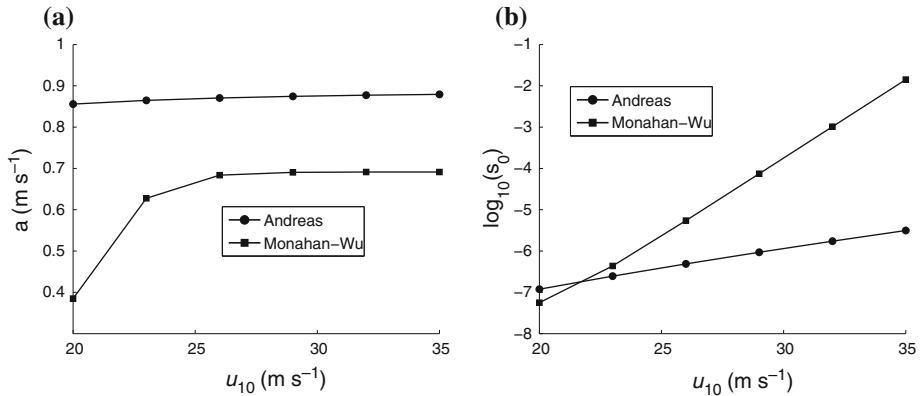 (a)
1
0.9
0.8
0.7
0.6
0.5
0.4
a (m s−1)
Andreas
Monahan−Wu
20 25 30 35
u10 (m s−1)
(b)
−1
−2
−3
−4
−5
−6
−7
−8
log10(s0)
Andreas
Monahan−Wu
20 25 30 35
u10 (m s−1)